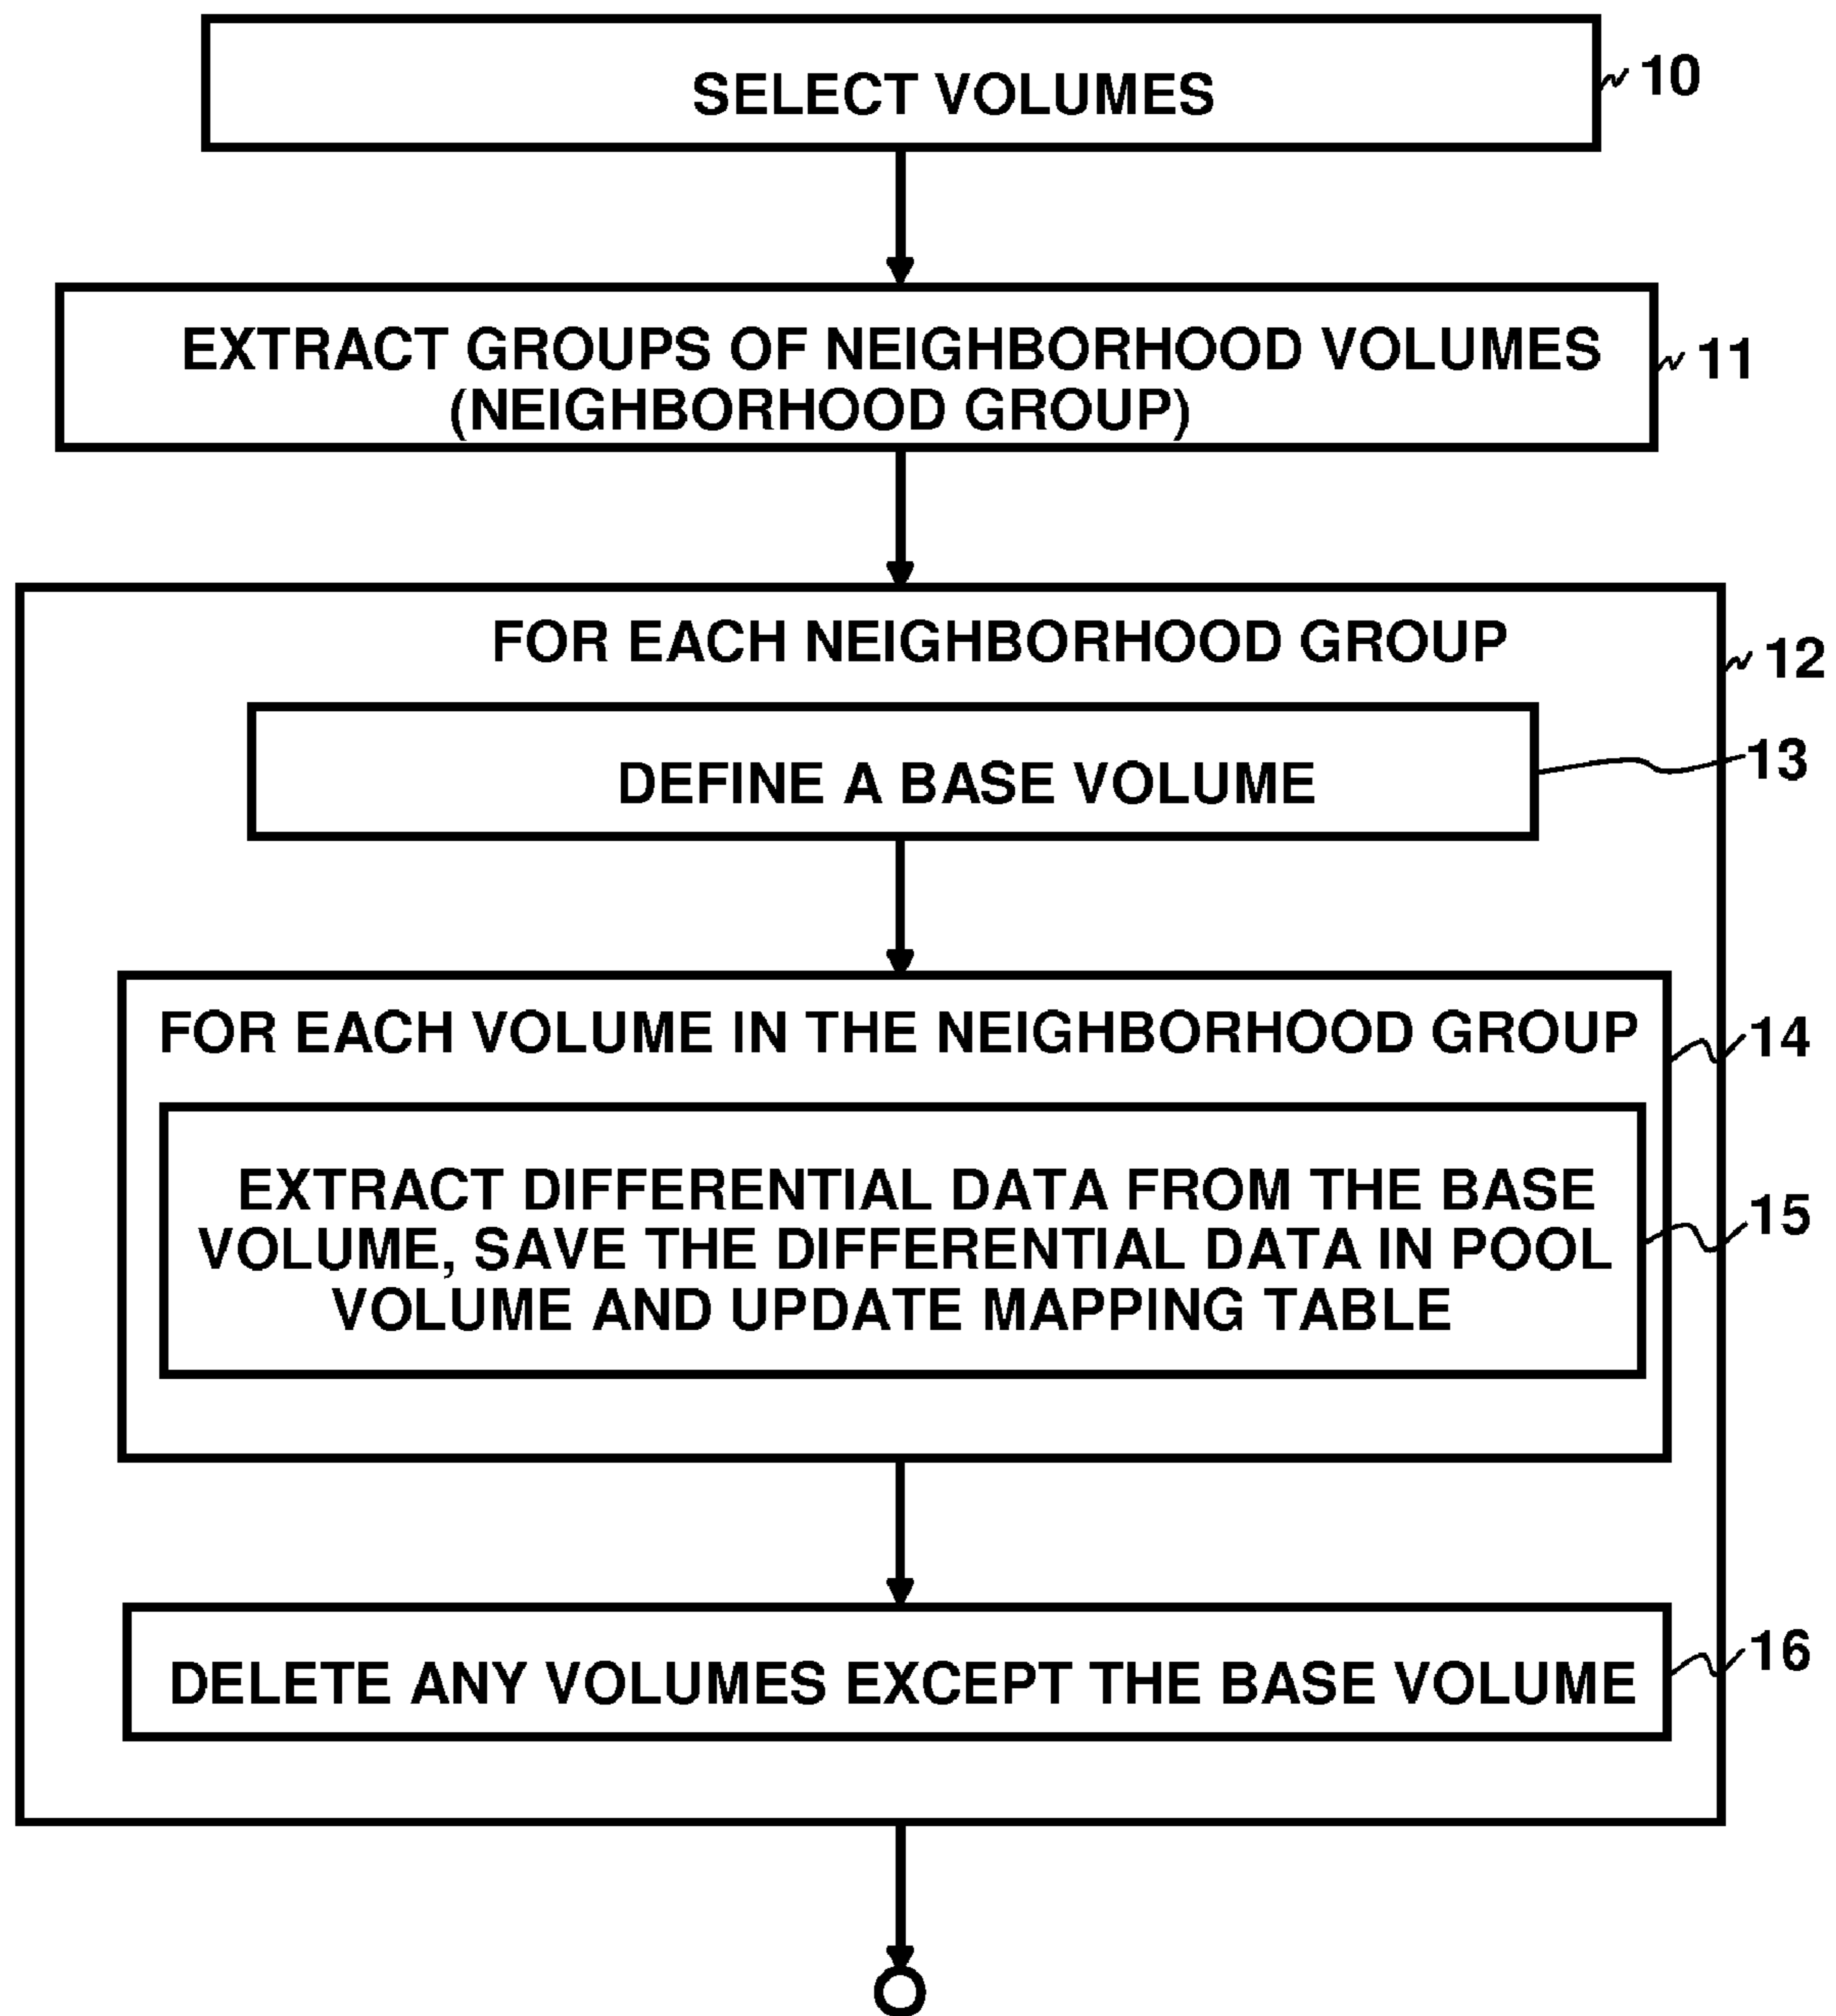 SELECT VOLUMES
10
EXTRACT GROUPS OF NEIGHBORHOOD VOLUMES
(NEIGHBORHOOD GROUP)
11
FOR EACH NEIGHBORHOOD GROUP
12
DEFINE A BASE VOLUME
13
FOR EACH VOLUME IN THE NEIGHBORHOOD GROUP
14
EXTRACT DIFFERENTIAL DATA FROM THE BASE
VOLUME, SAVE THE DIFFERENTIAL DATA IN POOL
VOLUME AND UPDATE MAPPING TABLE
15
DELETE ANY VOLUMES EXCEPT THE BASE VOLUME
16